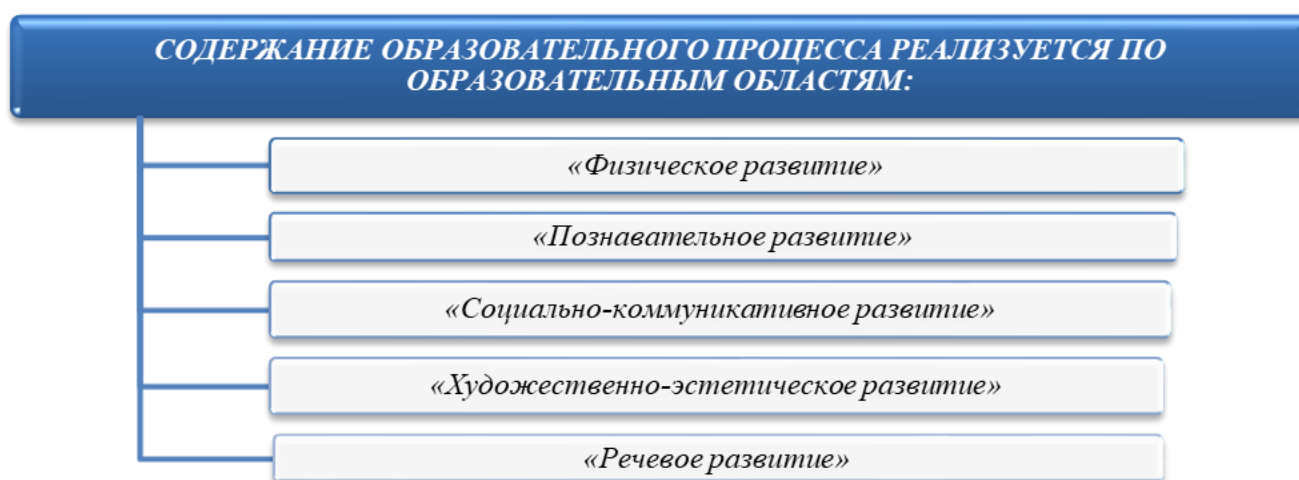 СОДЕРЖАНИЕ ОБРАЗОВАТЕЛЬНОГО ПРОЦЕССА РЕАЛИЗУЕТСЯ ПО
ОБРАЗОВАТЕЛЬНЫМ ОБЛАСТЯМ:
«Физическое развитие»
«Познавательное развитие»
«Социально-коммуникативное развитие»
«Художественно-эстетическое развитие»
«Речевое развитие»